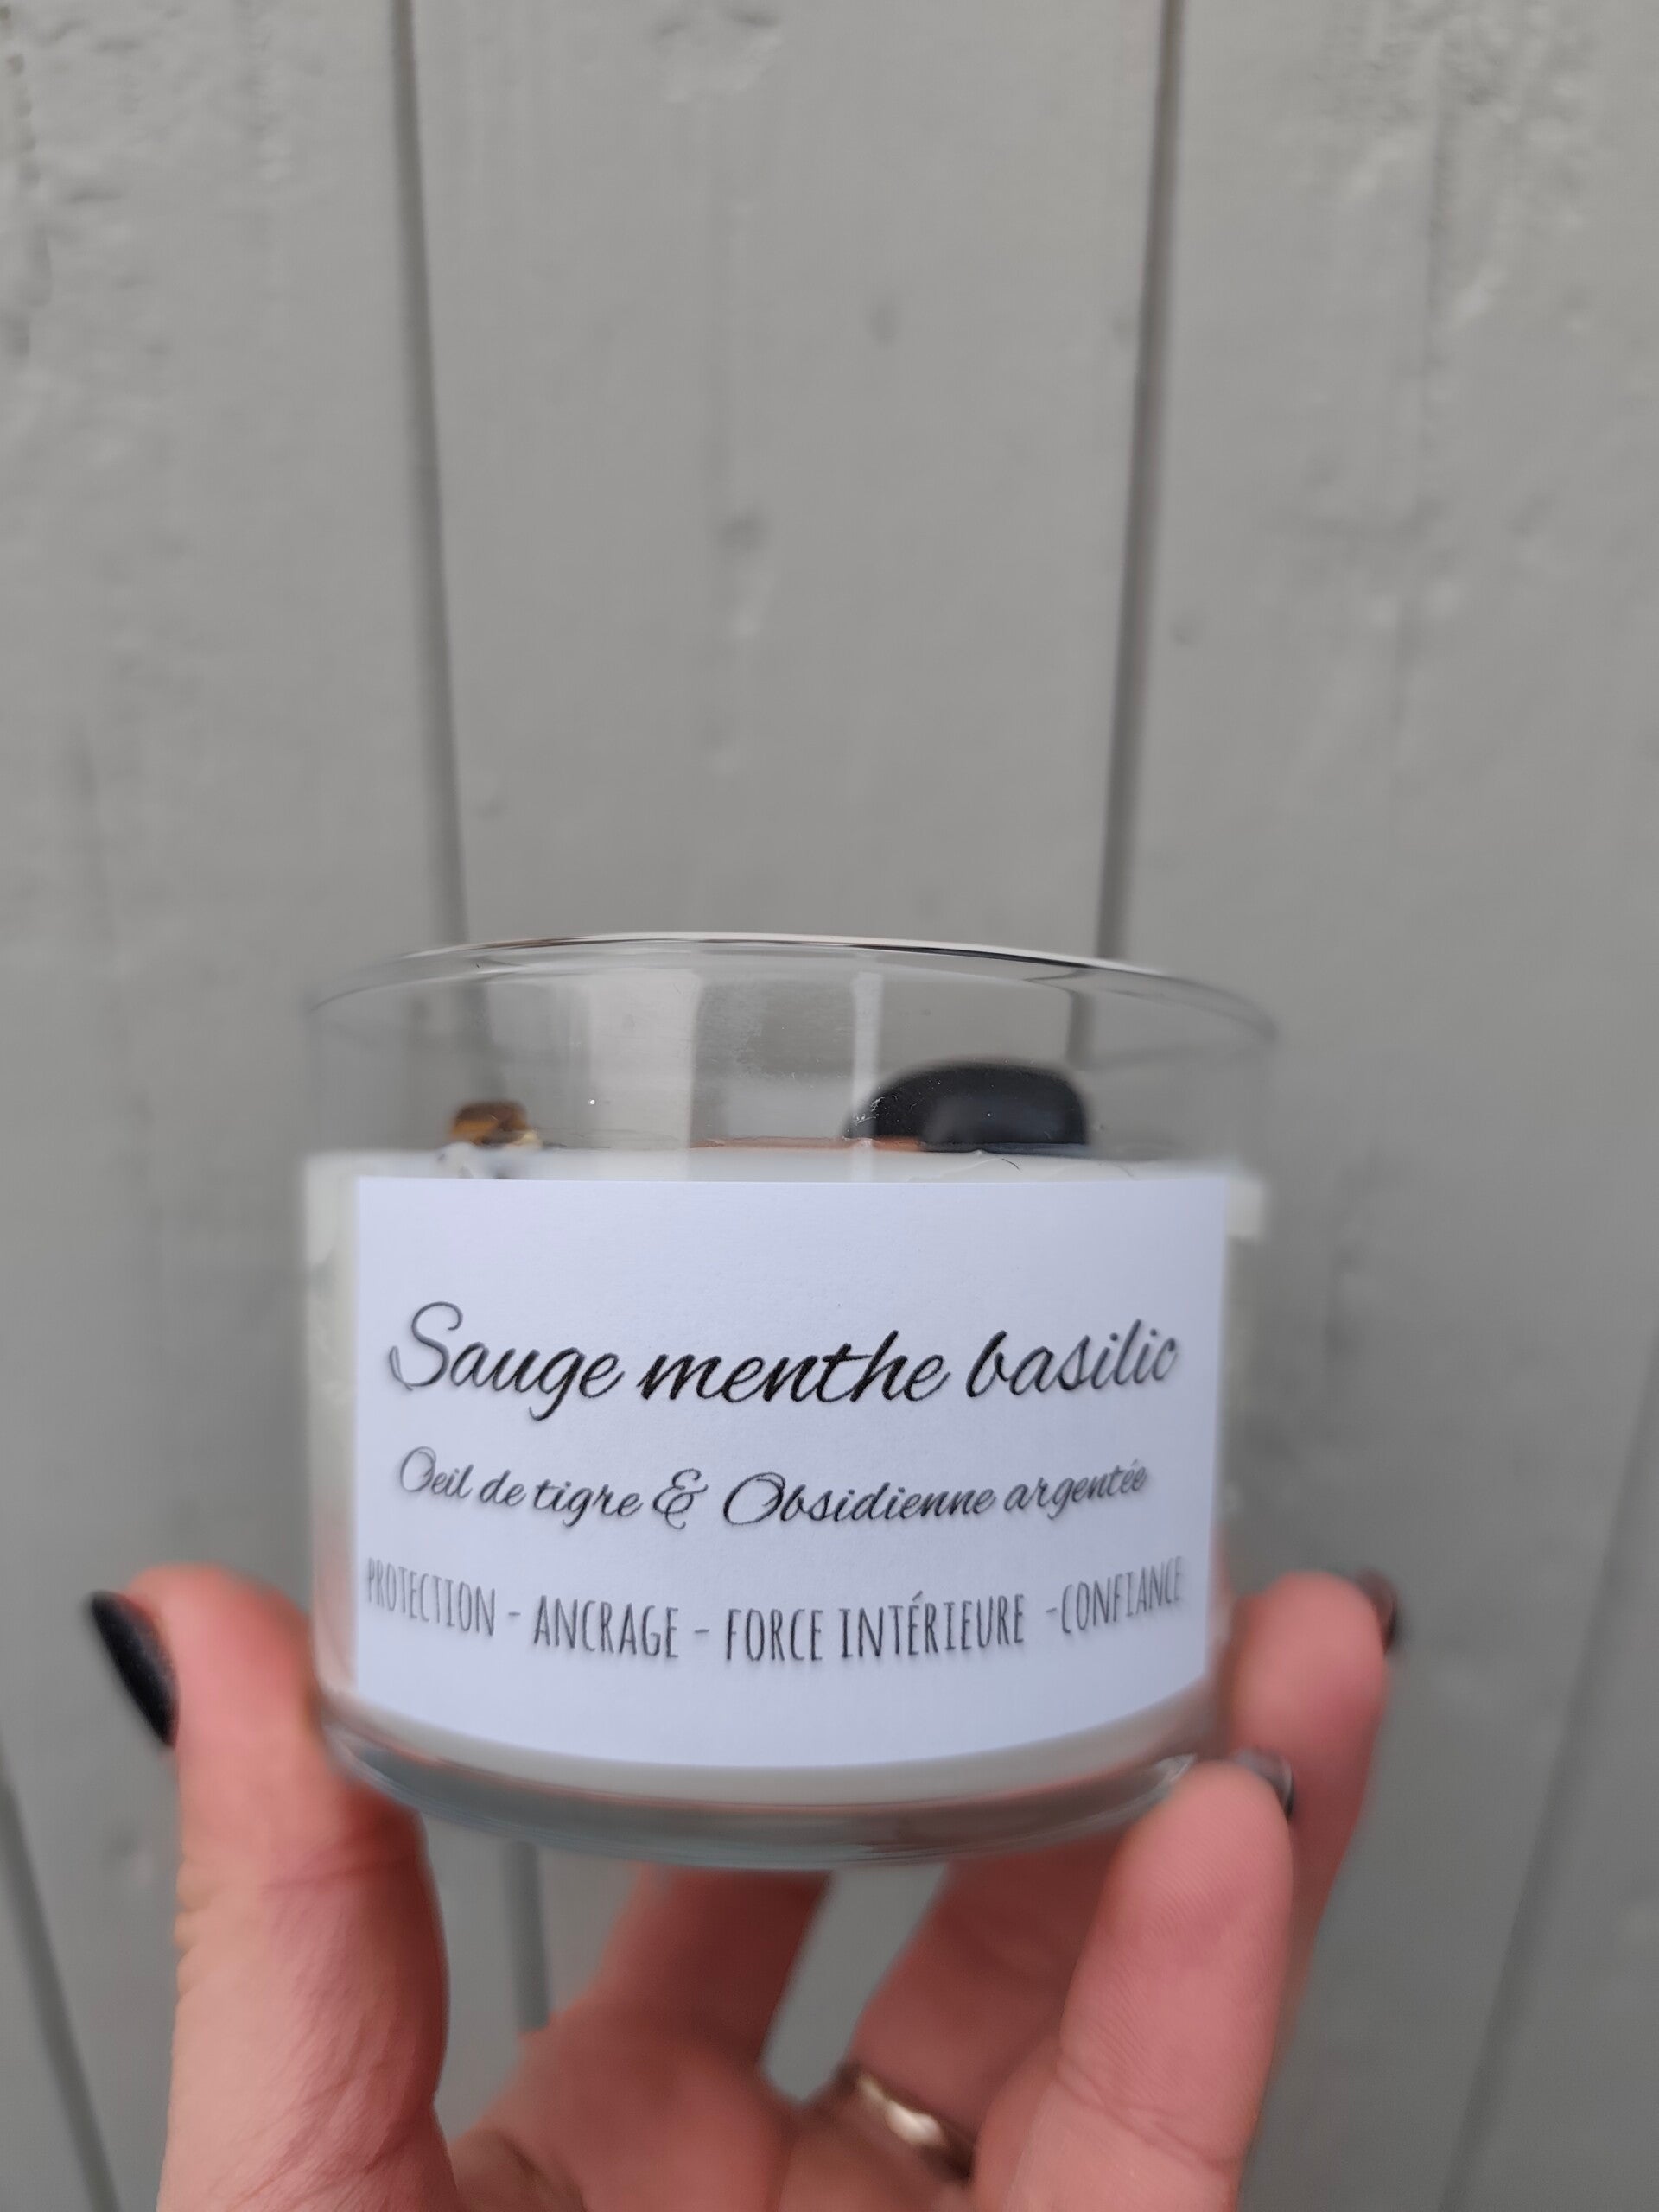 Sauge menthe basilic
Oeil de tigre & Obsidienne argentée
PROTECTION - ANCRAGE - FORCE INTÉRIEURE -CONFIANCE